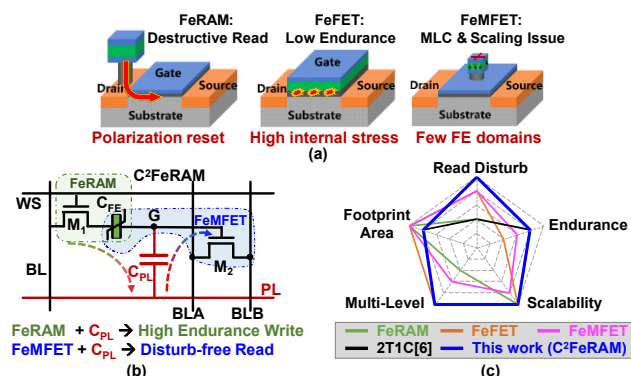 FeRAM: FeFET: FeMFET:
Destructive Read Low Endurance MLC & Scaling Issue
Gate Gate
Drain Source Drain Source Drain Source
Substrate Substrate Substrate
Polarization reset High internal stress Few FE domains
(a)
C²FeRAM
FeRAM
WS
C_FE
G
FeMFET
M₁
M₂
BL
C_PL
PL
BLA BLB
FeRAM + C_PL → High Endurance Write
FeMFET + C_PL → Disturb-free Read
(b)
Read Disturb
Footprint
Area
Endurance
Multi-Level Scalability
FeRAM FeFET FeMFET
2T1C[6] This work (C²FeRAM)
(c)